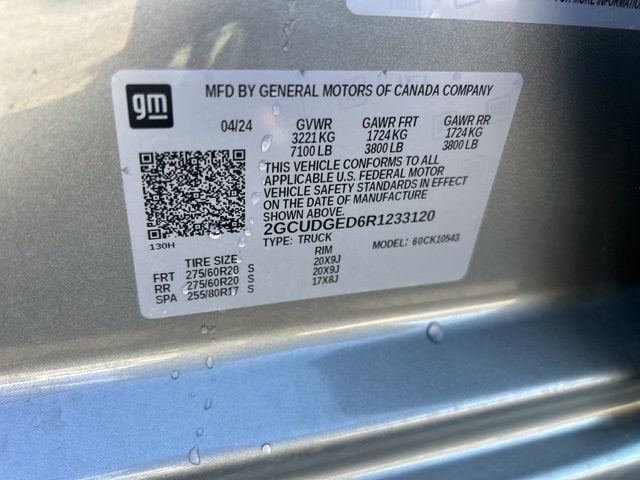 FOR MORE INFORMATION
gm
MFD BY GENERAL MOTORS OF CANADA COMPANY
04/24 GVWR GAWR FRT GAWR RR
3221 KG 1724 KG 1724 KG
7100 LB 3800 LB 3800 LB
THIS VEHICLE CONFORMS TO ALL
APPLICABLE U.S. FEDERAL MOTOR
VEHICLE SAFETY STANDARDS IN EFFECT
ON THE DATE OF MANUFACTURE
SHOWN ABOVE.
2GCUDGED6R1233120
TYPE: TRUCK MODEL: 60CK10543
130H
TIRE SIZE RIM
FRT 275/60R20 S 20X9J
RR 275/60R20 S 20X9J
SPA 255/80R17 S 17X8J